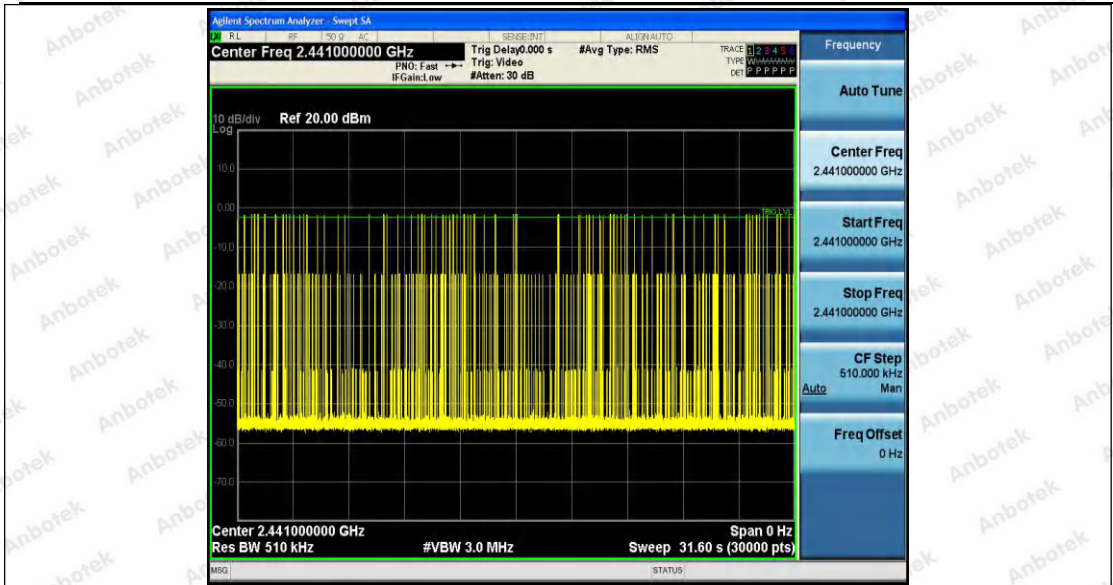 Agilent Spectrum Analyzer - Swept SA
RL RF 50 Ω AC SENSE:INT ALIGNAUTO
Center Freq 2.441000000 GHz
PNO: Fast
IFGain:Low
Trig Delay0.000 s
Trig: Video
#Atten: 30 dB
#Avg Type: RMS
TRACE 1 2 3 4 5 6
TYPE
DET P P P P P P
10 dB/div Ref 20.00 dBm
Log
10.0
0.00
TRIG LVL
-10.0
-20.0
-30.0
-40.0
-50.0
-60.0
-70.0
Center 2.441000000 GHz
Span 0 Hz
Res BW 510 kHz
#VBW 3.0 MHz
Sweep 31.60 s (30000 pts)
MSG
STATUS
Frequency
Auto Tune
Center Freq
2.441000000 GHz
Start Freq
2.441000000 GHz
Stop Freq
2.441000000 GHz
CF Step
510.000 kHz
Auto Man
Freq Offset
0 Hz
Anbotek